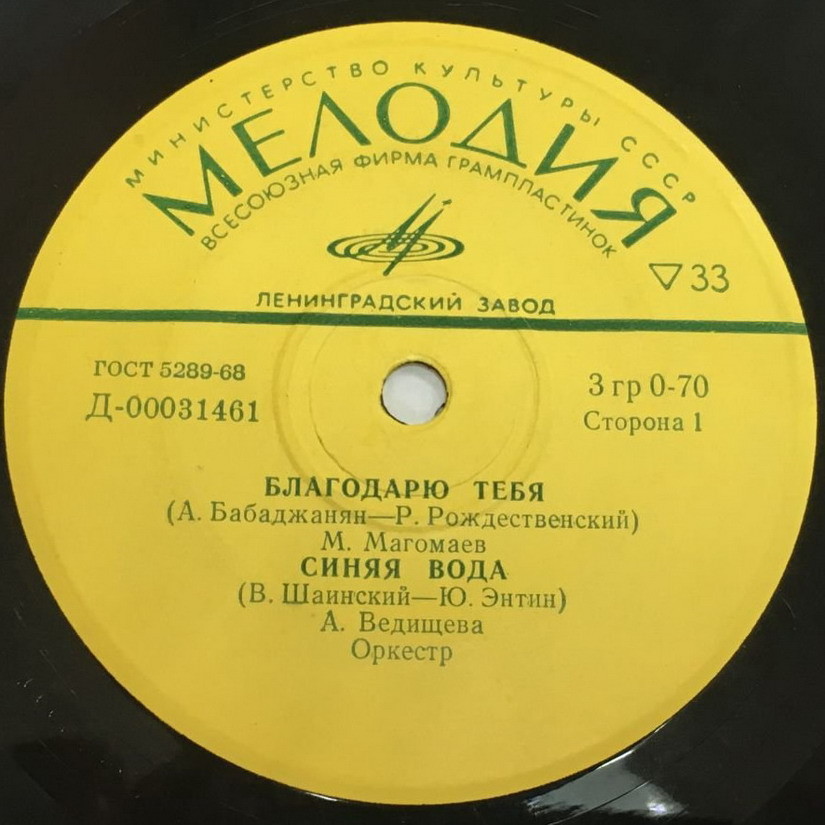 МИНИСТЕРСТВО КУЛЬТУРЫ СССР
МЕЛОДИЯ
ВСЕСОЮЗНАЯ ФИРМА ГРАМПЛАСТИНОК
▽33
ЛЕНИНГРАДСКИЙ ЗАВОД
ГОСТ 5289-68
Д-00031461
3 гр 0-70
Сторона 1
БЛАГОДАРЮ ТЕБЯ
(А. Бабаджанян—Р. Рождественский)
М. Магомаев
СИНЯЯ ВОДА
(В. Шаинский—Ю. Энтин)
А. Ведищева
Оркестр